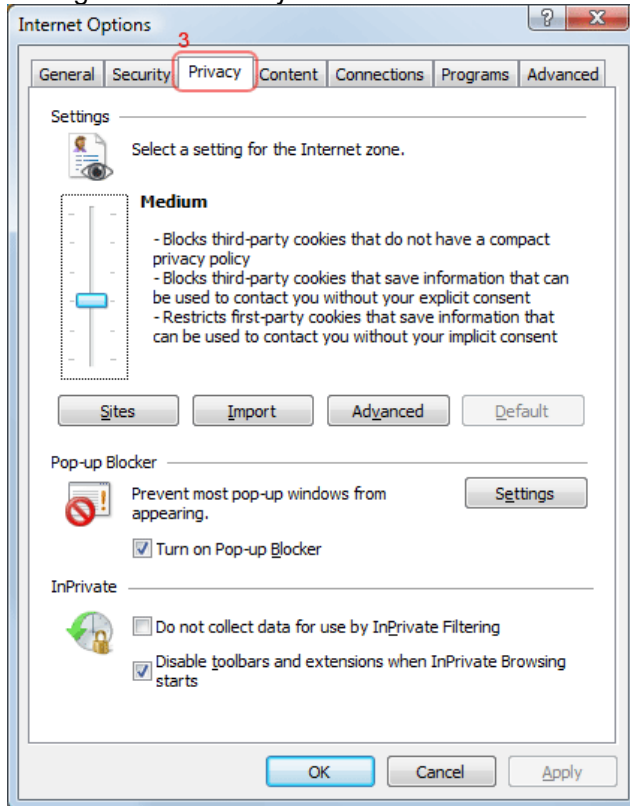 Internet Options
3
General Security Privacy Content Connections Programs Advanced
Settings
Select a setting for the Internet zone.
Medium
- Blocks third-party cookies that do not have a compact
privacy policy
- Blocks third-party cookies that save information that can
be used to contact you without your explicit consent
- Restricts first-party cookies that save information that
can be used to contact you without your implicit consent
Sites Import Advanced Default
Pop-up Blocker
Prevent most pop-up windows from
appearing.
Settings
Turn on Pop-up Blocker
InPrivate
Do not collect data for use by InPrivate Filtering
Disable toolbars and extensions when InPrivate Browsing
starts
OK Cancel Apply